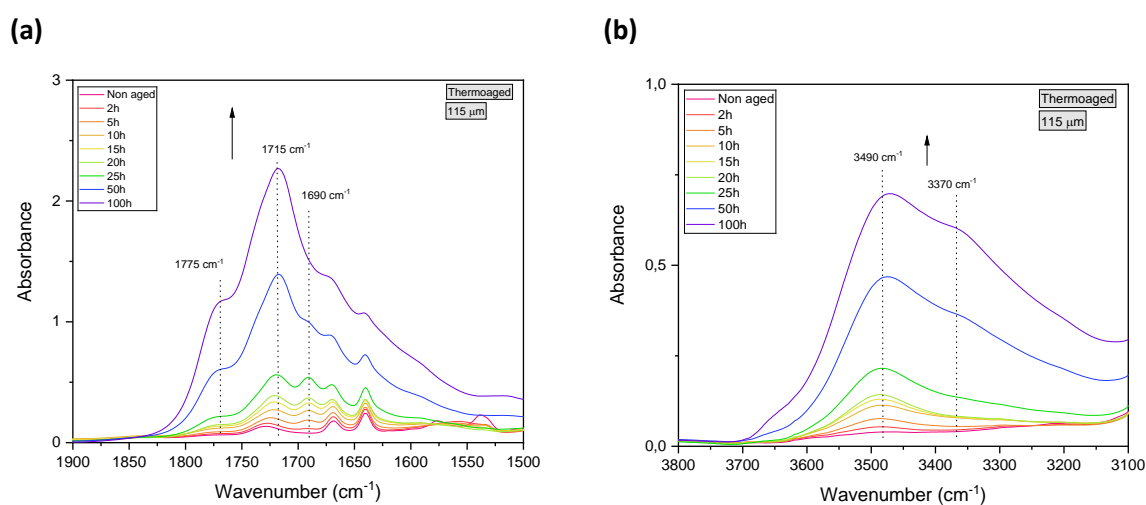 (a)
(b)
3
2
1
0
Absorbance
1900 1850 1800 1750 1700 1650 1600 1550 1500
Wavenumber (cm⁻¹)
Non aged
2h
5h
10h
15h
20h
25h
50h
100h
Thermoaged
115 μm
1715 cm⁻¹
1690 cm⁻¹
1775 cm⁻¹
1,0
0,5
0,0
Absorbance
3800 3700 3600 3500 3400 3300 3200 3100
Wavenumber (cm⁻¹)
Non aged
2h
5h
10h
15h
20h
25h
50h
100h
Thermoaged
115 μm
3490 cm⁻¹
3370 cm⁻¹